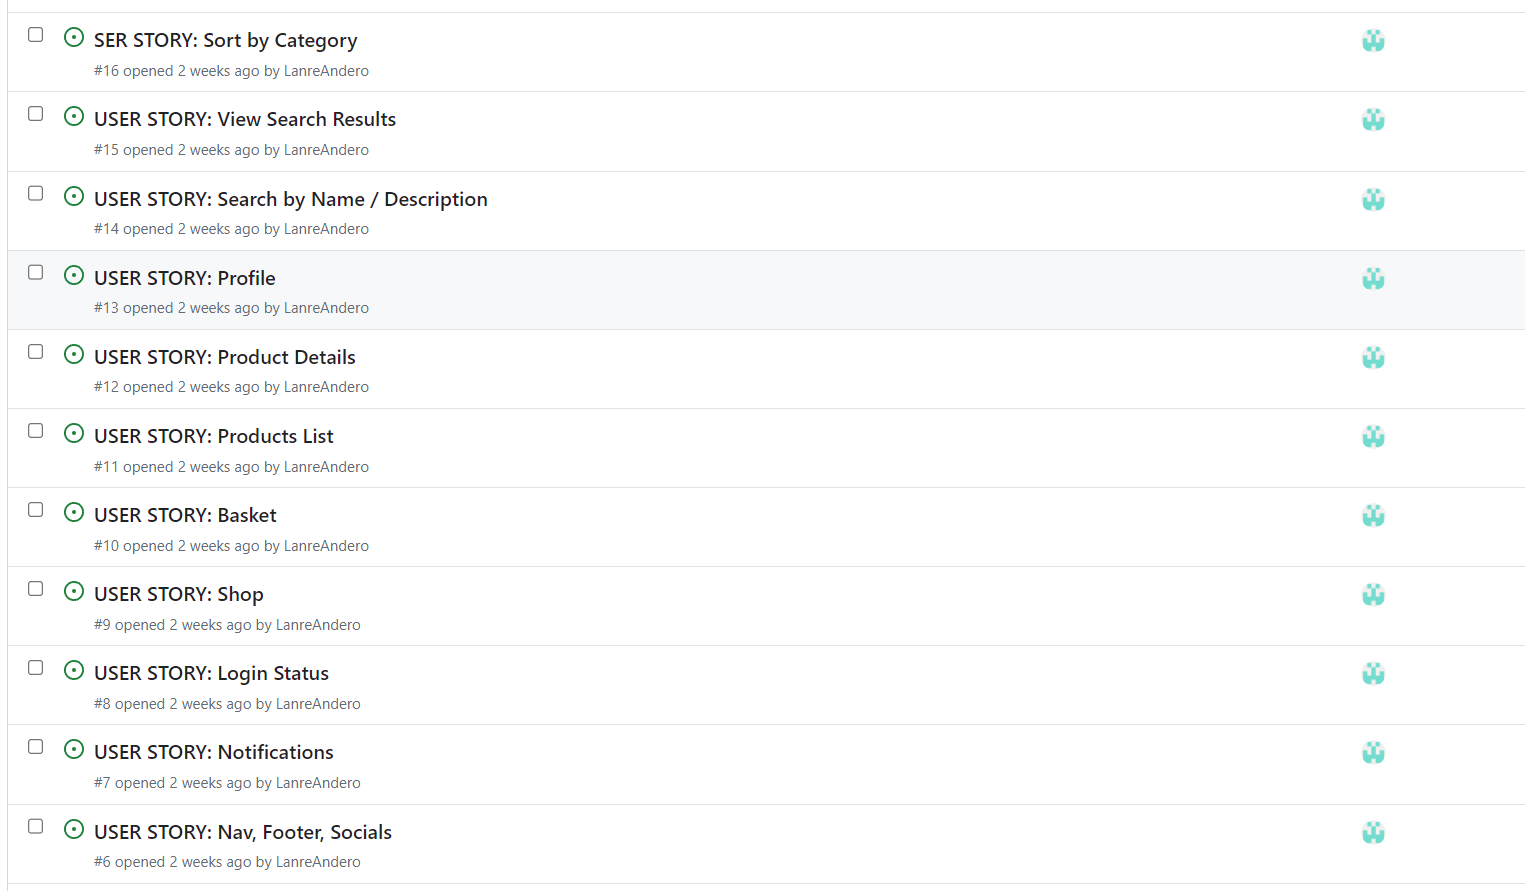 SER STORY: Sort by Category
#16 opened 2 weeks ago by LanreAndero
USER STORY: View Search Results
#15 opened 2 weeks ago by LanreAndero
USER STORY: Search by Name / Description
#14 opened 2 weeks ago by LanreAndero
USER STORY: Profile
#13 opened 2 weeks ago by LanreAndero
USER STORY: Product Details
#12 opened 2 weeks ago by LanreAndero
USER STORY: Products List
#11 opened 2 weeks ago by LanreAndero
USER STORY: Basket
#10 opened 2 weeks ago by LanreAndero
USER STORY: Shop
#9 opened 2 weeks ago by LanreAndero
USER STORY: Login Status
#8 opened 2 weeks ago by LanreAndero
USER STORY: Notifications
#7 opened 2 weeks ago by LanreAndero
USER STORY: Nav, Footer, Socials
#6 opened 2 weeks ago by LanreAndero